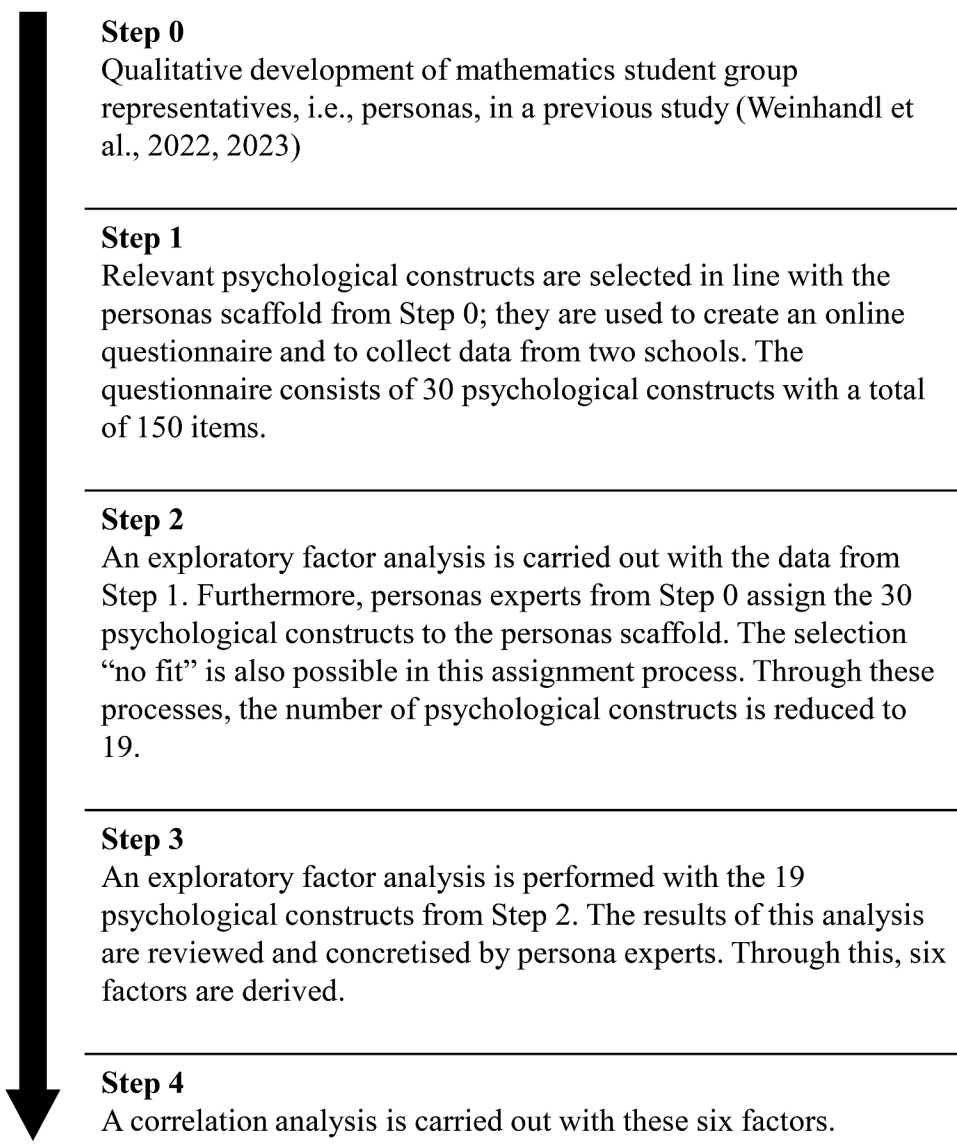 Step 0
Qualitative development of mathematics student group
representatives, i.e., personas, in a previous study (Weinhandl et
al., 2022, 2023)
Step 1
Relevant psychological constructs are selected in line with the
personas scaffold from Step 0; they are used to create an online
questionnaire and to collect data from two schools. The
questionnaire consists of 30 psychological constructs with a total
of 150 items.
Step 2
An exploratory factor analysis is carried out with the data from
Step 1. Furthermore, personas experts from Step 0 assign the 30
psychological constructs to the personas scaffold. The selection
“no fit” is also possible in this assignment process. Through these
processes, the number of psychological constructs is reduced to
19.
Step 3
An exploratory factor analysis is performed with the 19
psychological constructs from Step 2. The results of this analysis
are reviewed and concretised by persona experts. Through this, six
factors are derived.
Step 4
A correlation analysis is carried out with these six factors.